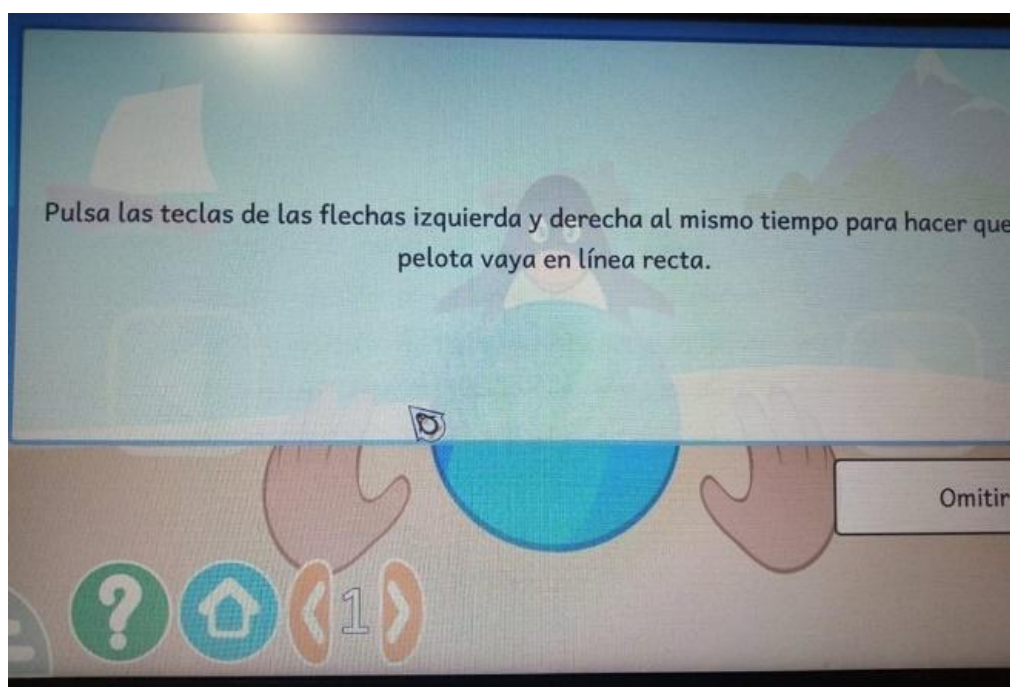 Pulsa las teclas de las flechas izquierda y derecha al mismo tiempo para hacer que
pelota vaya en línea recta.
Omitir
? 1